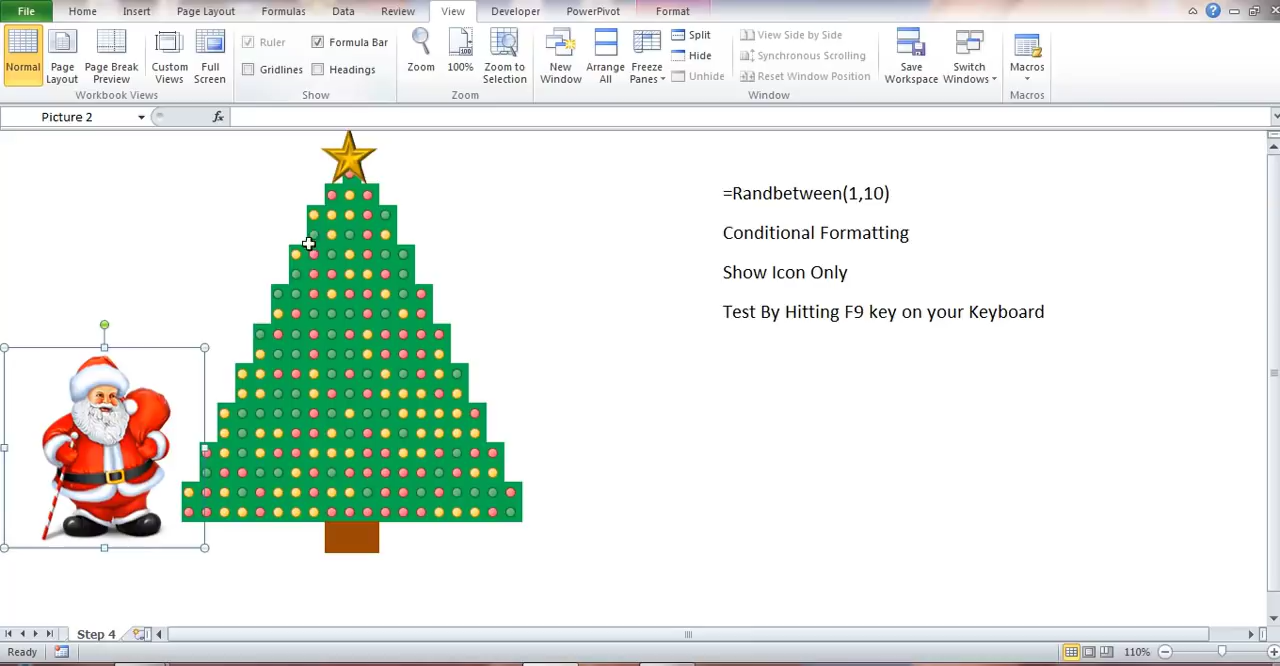 File Home Insert Page Layout Formulas Data Review View Developer PowerPivot Format
Normal Page Layout Page Break Preview Custom Views Full Screen
Workbook Views
Ruler Formula Bar
Gridlines Headings
Show
Zoom 100% Zoom to Selection
Zoom
New Window Arrange All Freeze Panes
Split
Hide
Unhide
View Side by Side
Synchronous Scrolling
Reset Window Position
Window
Save Workspace Switch Windows
Macros
Macros
Picture 2 fx
=Randbetween(1,10)
Conditional Formatting
Show Icon Only
Test By Hitting F9 key on your Keyboard
Step 4
Ready 110%